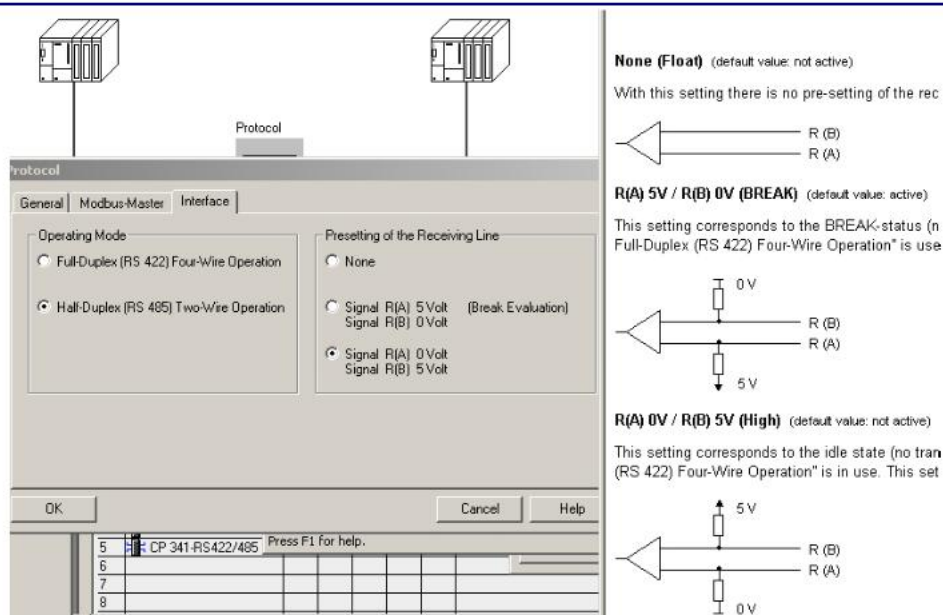 Protocol
Protocol
General
Modbus-Master
Interface
Operating Mode
Full-Duplex (RS 422) Four-Wire Operation
Half-Duplex (RS 485) Two-Wire Operation
Presetting of the Receiving Line
None
Signal R(A) 5 Volt (Break Evaluation)
Signal R(B) 0 Volt
Signal R(A) 0 Volt
Signal R(B) 5 Volt
OK
Cancel
Help
5 CP 341-RS422/485
Press F1 for help.
6
7
8
None (Float) (default value: not active)
With this setting there is no pre-setting of the rec
R (B)
R (A)
R(A) 5V / R(B) 0V (BREAK) (default value: active)
This setting corresponds to the BREAK-status (n
Full-Duplex (RS 422) Four-Wire Operation" is use
0 V
R (B)
R (A)
5 V
R(A) 0V / R(B) 5V (High) (default value: not active)
This setting corresponds to the idle state (no tran
(RS 422) Four-Wire Operation" is in use. This set
5 V
R (B)
R (A)
0 V